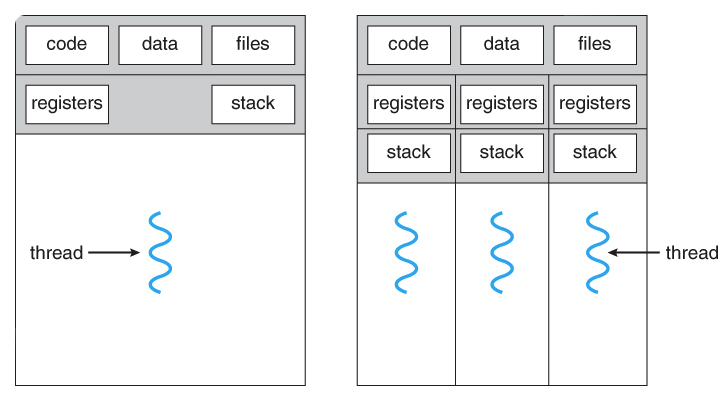 code data files
registers stack
thread
code data files
registers registers registers
stack stack stack
thread